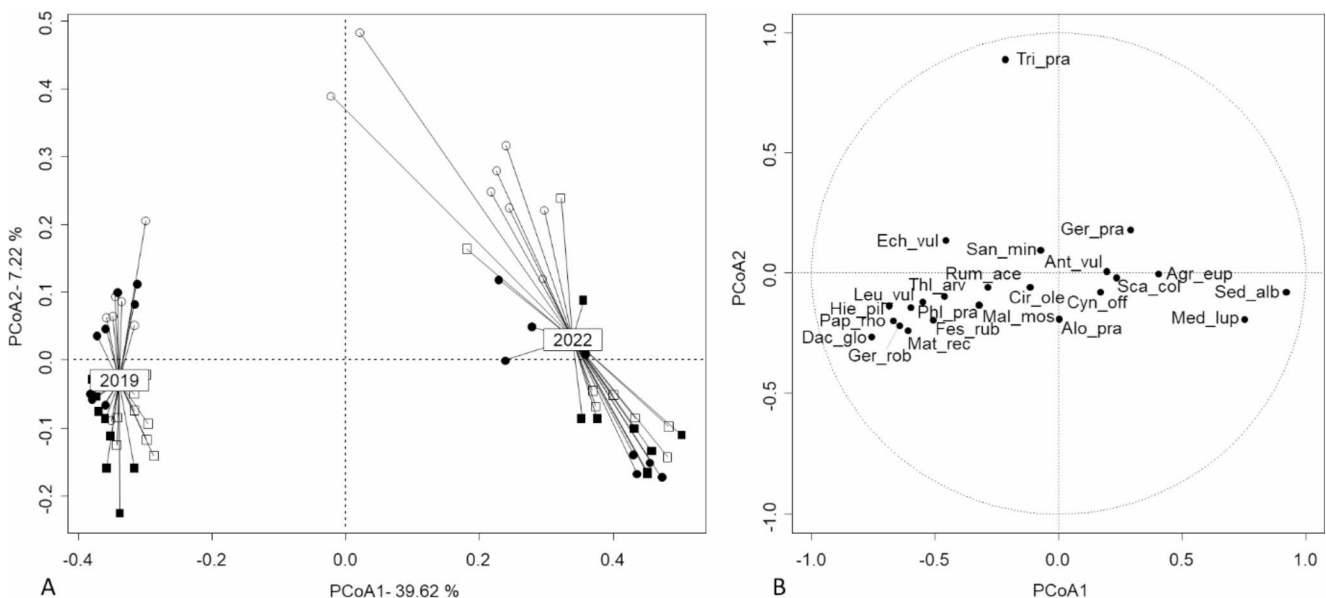 0.5
0.4
0.3
0.2
0.1
0.0
-0.1
-0.2
PCoA2- 7.22 %
2019
2022
-0.4
-0.2
0.0
0.2
0.4
PCoA1- 39.62 %
A
1.0
0.5
0.0
-0.5
-1.0
PCoA2
Tri_pra
Ger_pra
Ech_vul
San_min
Ant_vul
Agr_eup
Rum_ace
Sca_col
Thl_arv
Sed_alb
Leu_vul
Cir_ole
Cyn_off
Hie_pil
Phl_pra
Mal_mos
Med_lup
Pap_rho
Fes_rub
Alo_pra
Dac_glo
Mat_rec
Ger_rob
-1.0
-0.5
0.0
0.5
1.0
PCoA1
B